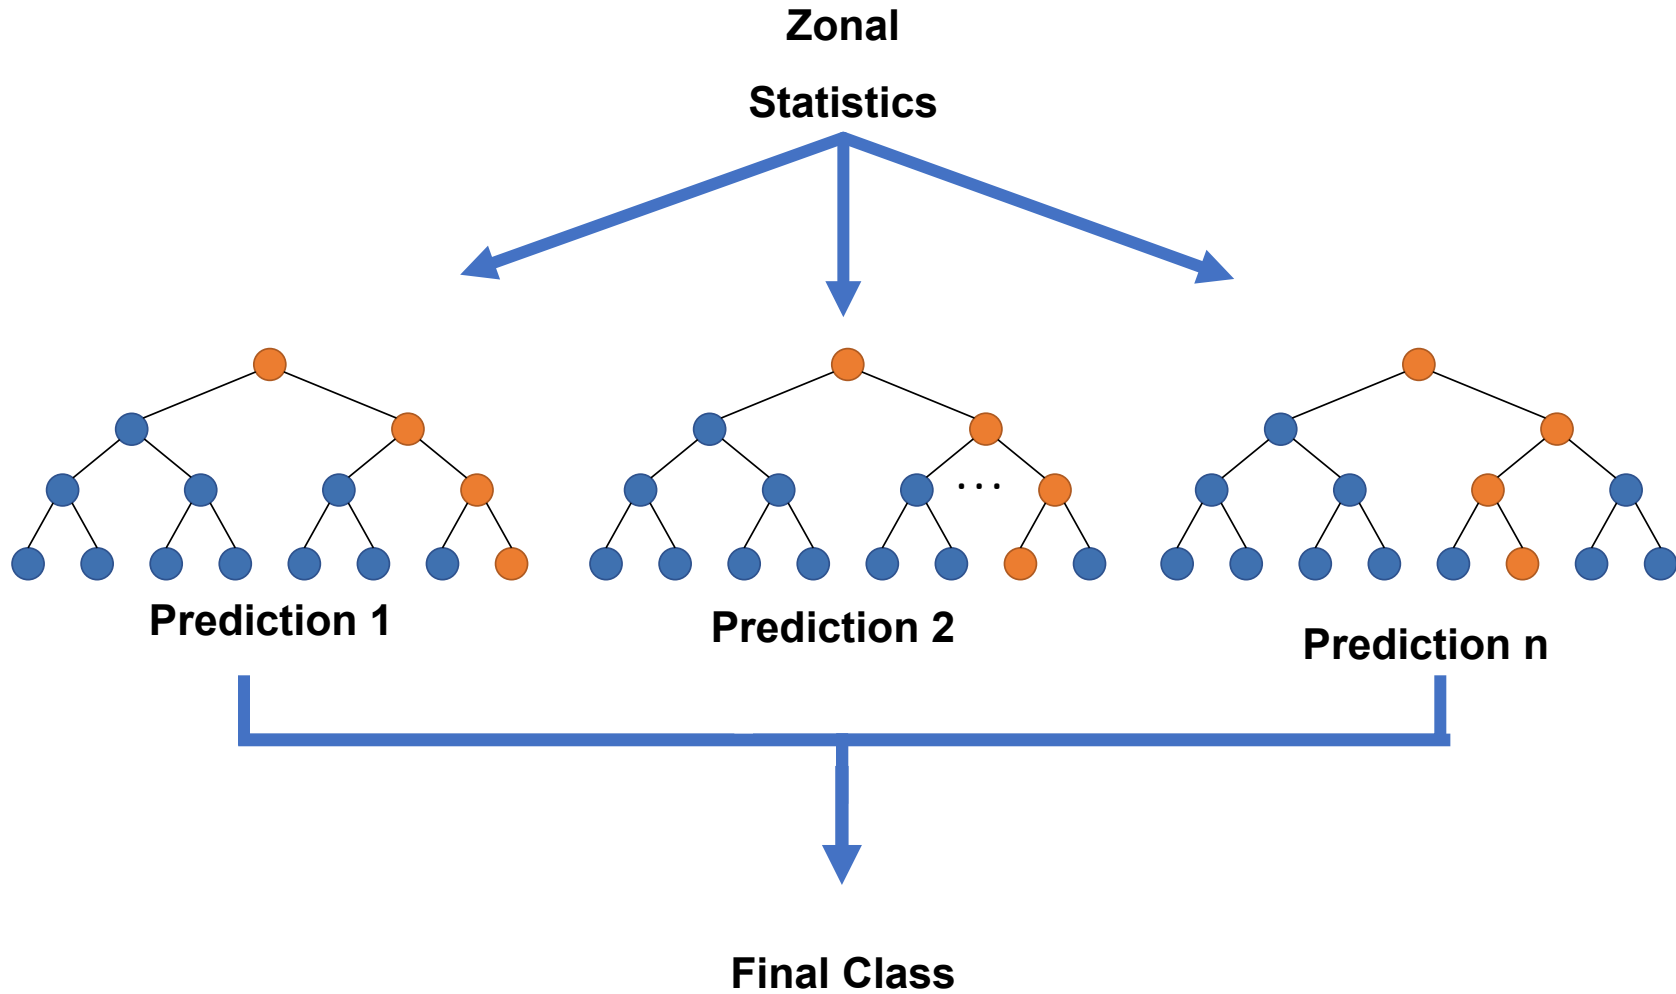 Zonal
Statistics
...
Prediction 1
Prediction 2
Prediction n
Final Class